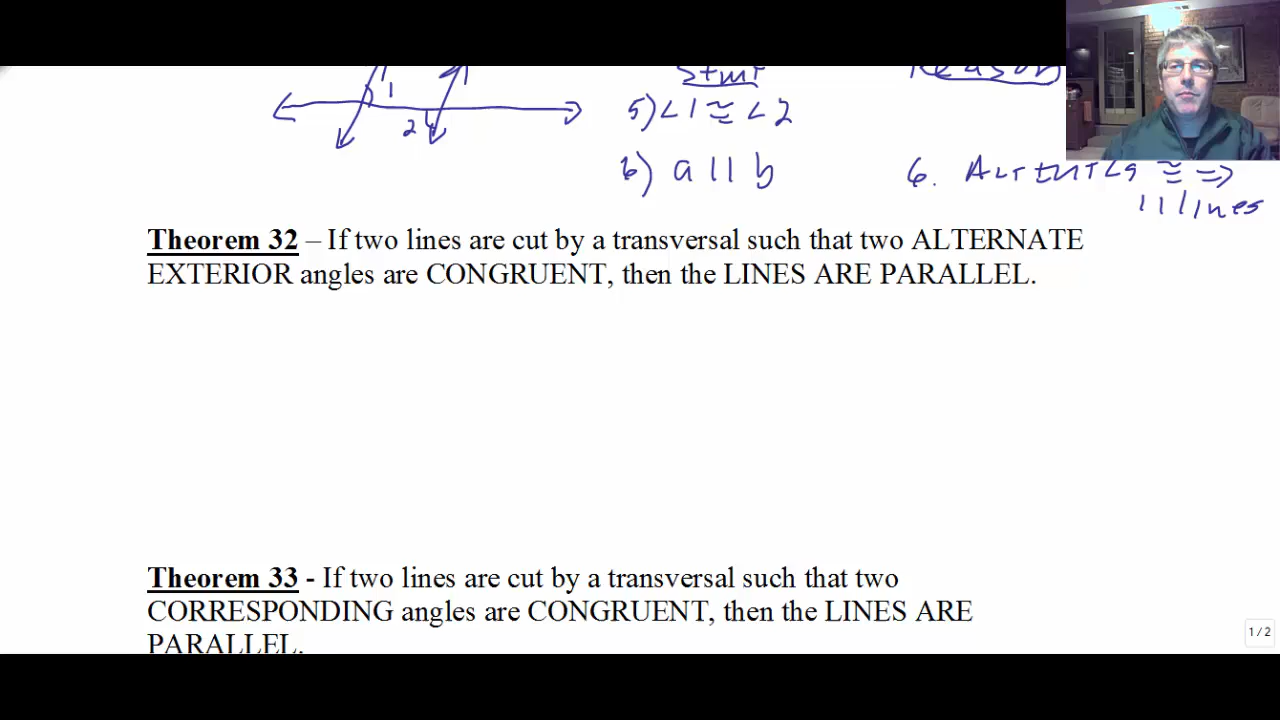 Stmt Reason
1
2
5) ∠1 ≅ ∠2
6) a || b 6. ALT INT ∠s ≅ ⇒
|| lines
Theorem 32 – If two lines are cut by a transversal such that two ALTERNATE
EXTERIOR angles are CONGRUENT, then the LINES ARE PARALLEL.
Theorem 33 - If two lines are cut by a transversal such that two
CORRESPONDING angles are CONGRUENT, then the LINES ARE
PARALLEL.
1 / 2